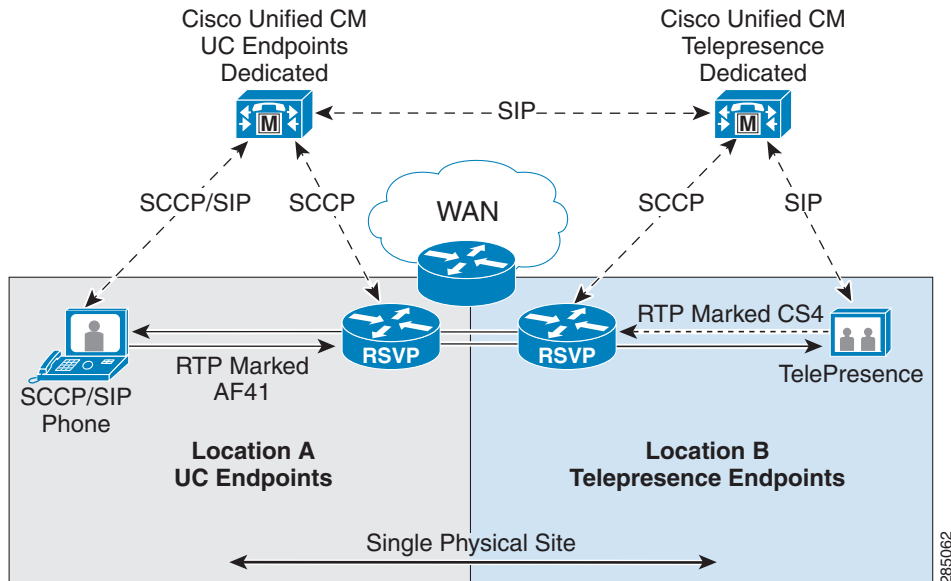 Cisco Unified CM
UC Endpoints
Dedicated
Cisco Unified CM
Telepresence
Dedicated
M
SIP
M
SCCP/SIP
SCCP
SCCP
SIP
WAN
RTP Marked CS4
RSVP
RSVP
RTP Marked
AF41
TelePresence
SCCP/SIP
Phone
Location A
UC Endpoints
Location B
Telepresence Endpoints
Single Physical Site